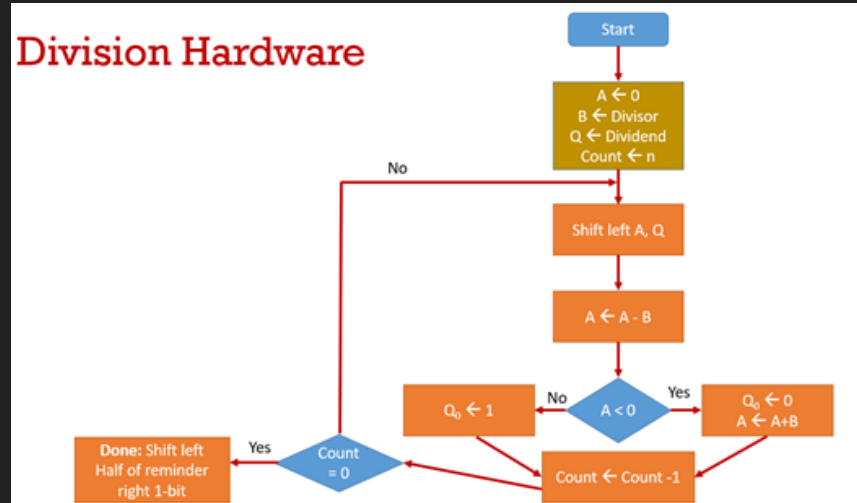 Division Hardware
Start
A ← 0
B ← Divisor
Q ← Dividend
Count ← n
No
Shift left A, Q
A ← A - B
A < 0
No
Yes
Q₀ ← 1
Q₀ ← 0
A ← A+B
Count ← Count -1
Count
= 0
Yes
Done: Shift left
Half of reminder
right 1-bit